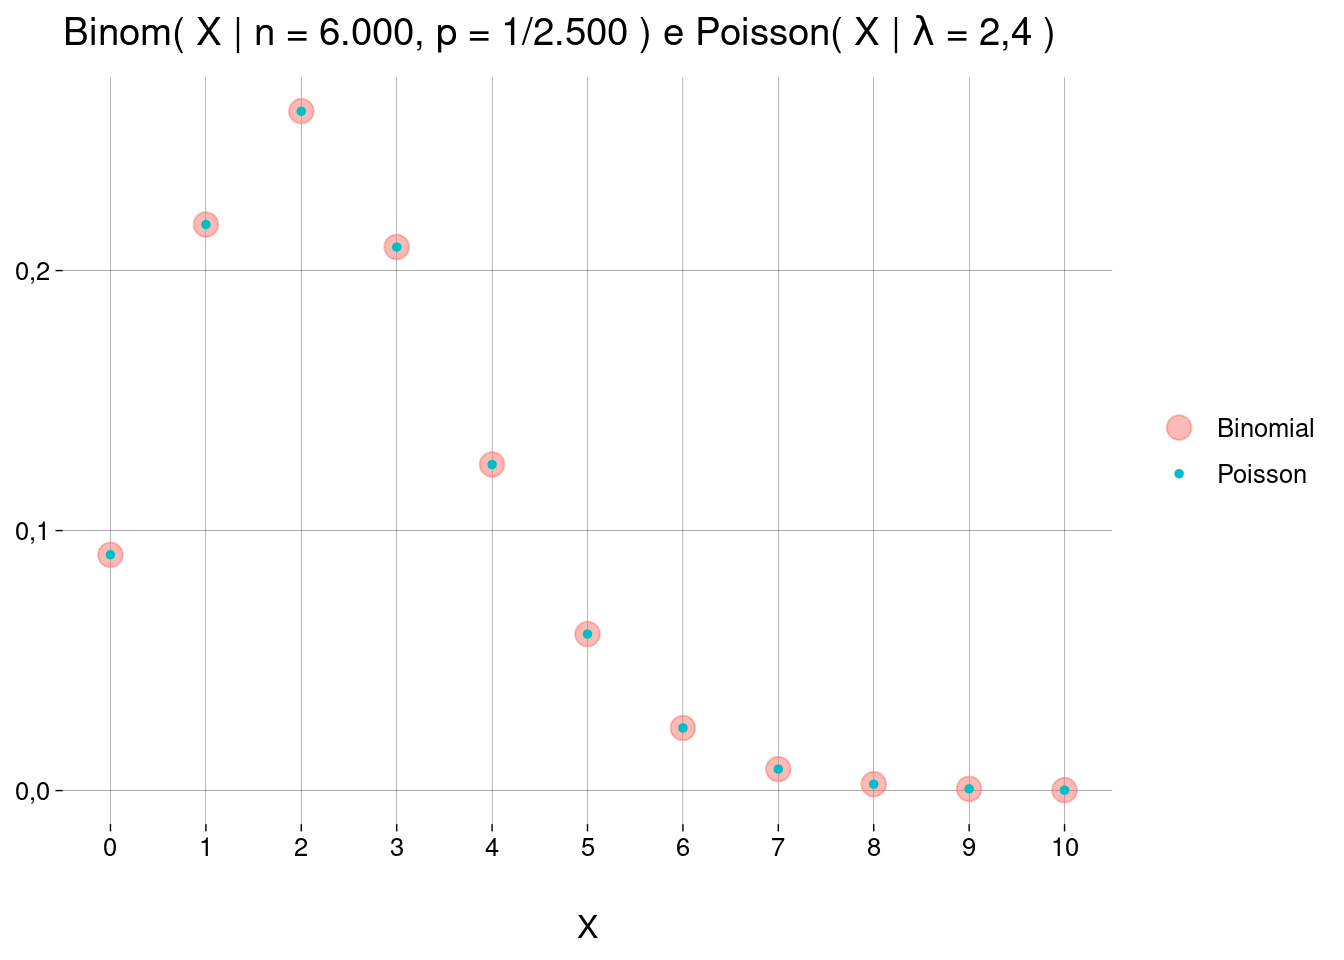 Binom( X | n = 6.000, p = 1/2.500 ) e Poisson( X | λ = 2,4 )
0,2
0,1
0,0
0 1 2 3 4 5 6 7 8 9 10
X
Binomial
Poisson